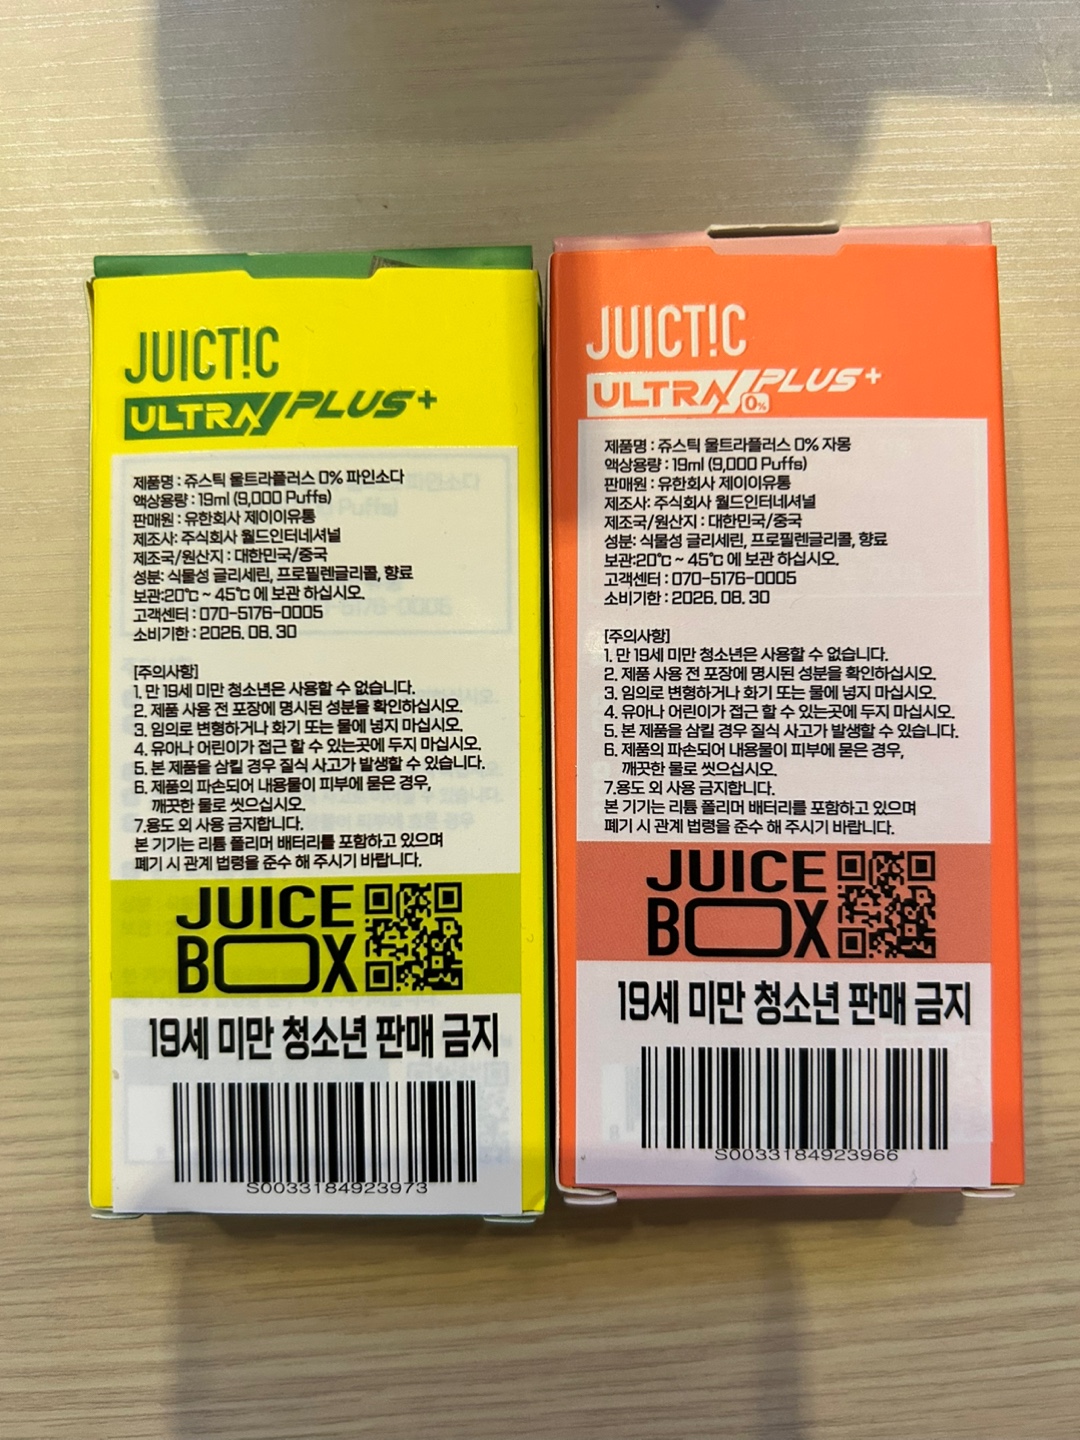 JUICT!C
ULTRA PLUS+
제품명 : 쥬스틱 울트라플러스 0% 파인소다
액상용량 : 19ml (9,000 Puffs)
판매원 : 유한회사 제이이유통
제조사: 주식회사 월드인터네셔널
제조국/원산지 : 대한민국/중국
성분: 식물성 글리세린, 프로필렌글리콜, 향료
보관:20℃ ~ 45℃ 에 보관 하십시오.
고객센터 : 070-5176-0005
소비기한 : 2026. 08. 30
[주의사항]
1. 만 19세 미만 청소년은 사용할 수 없습니다.
2. 제품 사용 전 포장에 명시된 성분을 확인하십시오.
3. 임의로 변형하거나 화기 또는 물에 넣지 마십시오.
4. 유아나 어린이가 접근 할 수 있는곳에 두지 마십시오.
5. 본 제품을 삼킬 경우 질식 사고가 발생할 수 있습니다.
6. 제품의 파손되어 내용물이 피부에 묻은 경우,
깨끗한 물로 씻으십시오.
7.용도 외 사용 금지합니다.
본 기기는 리튬 폴리머 배터리를 포함하고 있으며
폐기 시 관계 법령을 준수 해 주시기 바랍니다.
JUICE
BOX
19세 미만 청소년 판매 금지
S0033184923973
JUICT!C
ULTRA PLUS+
0%
제품명 : 쥬스틱 울트라플러스 0% 자몽
액상용량 : 19ml (9,000 Puffs)
판매원 : 유한회사 제이이유통
제조사: 주식회사 월드인터네셔널
제조국/원산지 : 대한민국/중국
성분: 식물성 글리세린, 프로필렌글리콜, 향료
보관:20℃ ~ 45℃ 에 보관 하십시오.
고객센터 : 070-5176-0005
소비기한 : 2026. 08. 30
[주의사항]
1. 만 19세 미만 청소년은 사용할 수 없습니다.
2. 제품 사용 전 포장에 명시된 성분을 확인하십시오.
3. 임의로 변형하거나 화기 또는 물에 넣지 마십시오.
4. 유아나 어린이가 접근 할 수 있는곳에 두지 마십시오.
5. 본 제품을 삼킬 경우 질식 사고가 발생할 수 있습니다.
6. 제품의 파손되어 내용물이 피부에 묻은 경우,
깨끗한 물로 씻으십시오.
7.용도 외 사용 금지합니다.
본 기기는 리튬 폴리머 배터리를 포함하고 있으며
폐기 시 관계 법령을 준수 해 주시기 바랍니다.
JUICE
BOX
19세 미만 청소년 판매 금지
S0033184923966